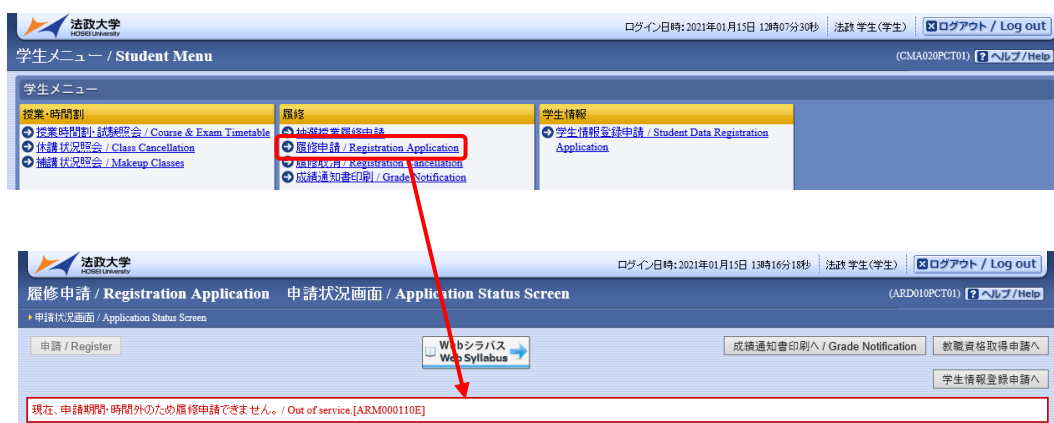 法政大学
HOSEI University
ログイン日時：2021年01月15日 12時07分30秒
法政 学生(学生)
ログアウト / Log out
学生メニュー / Student Menu
(CMA020PCT01)
ヘルプ/Help
学生メニュー
授業・時間割
授業時間割・試験照会 / Course & Exam Timetable
休講状況照会 / Class Cancellation
補講状況照会 / Makeup Classes
履修
抽選授業履修申請
履修申請 / Registration Application
履修取消 / Registration Cancellation
成績通知書印刷 / Grade Notification
学生情報
学生情報登録申請 / Student Data Registration
Application
法政大学
HOSEI University
ログイン日時：2021年01月15日 13時16分18秒
法政 学生(学生)
ログアウト / Log out
履修申請 / Registration Application 申請状況画面 / Application Status Screen
(ARD010PCT01)
ヘルプ/Help
申請状況画面 / Application Status Screen
申請 / Register
Webシラバス
Web Syllabus
成績通知書印刷へ / Grade Notification
教職資格取得申請へ
学生情報登録申請へ
現在、申請期間・時間外のため履修申請できません。 / Out of service.[ARM000110E]